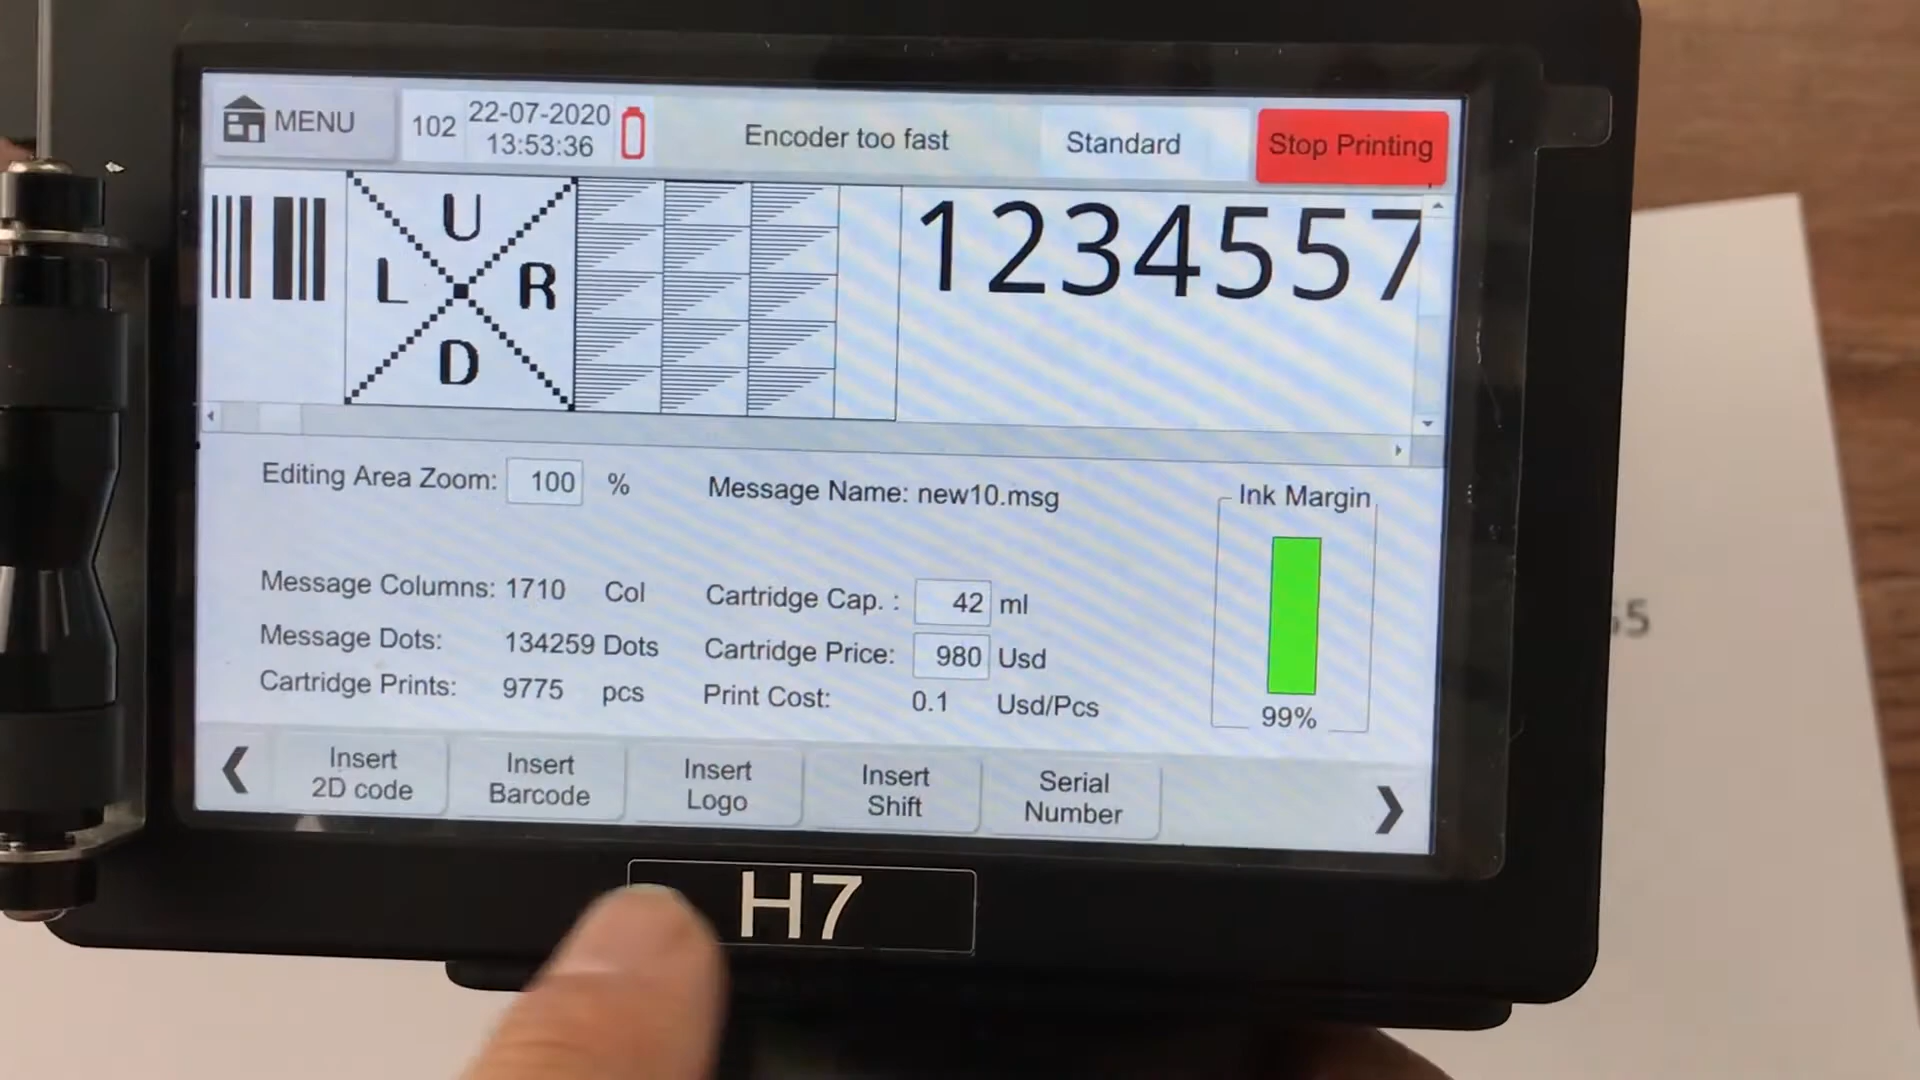 MENU
102
22-07-2020
13:53:36
Encoder too fast
Standard
Stop Printing
U
L R
D
1234557
Editing Area Zoom: 100 %
Message Name: new10.msg
Ink Margin
Message Columns: 1710 Col
Cartridge Cap. : 42 ml
Message Dots: 134259 Dots
Cartridge Price: 980 Usd
Cartridge Prints: 9775 pcs
Print Cost: 0.1 Usd/Pcs
99%
Insert
2D code
Insert
Barcode
Insert
Logo
Insert
Shift
Serial
Number
H7